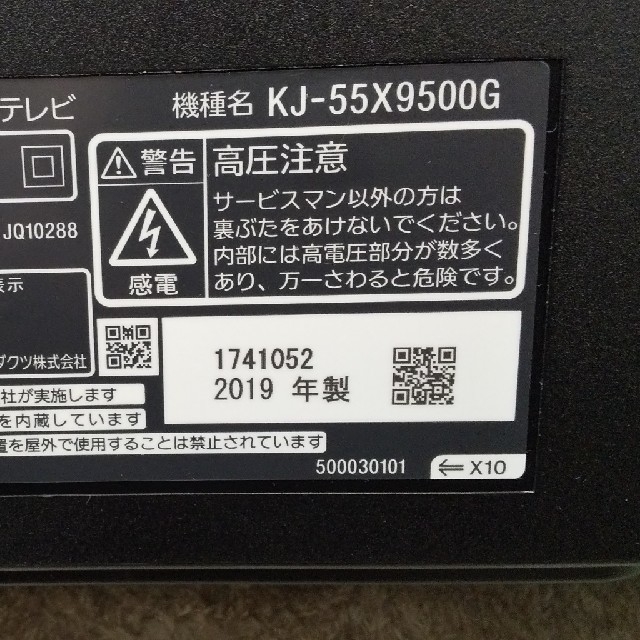 テレビ
機種名 KJ-55X9500G
警告
高圧注意
サービスマン以外の方は
裏ぶたをあけないでください。
内部には高電圧部分が数多く
あり、万一さわると危険です。
感電
JQ10288
表示
ダクツ株式会社
1741052
2019 年製
社が実施します
を内蔵しています
置を屋外で使用することは禁止されています
500030101
X10